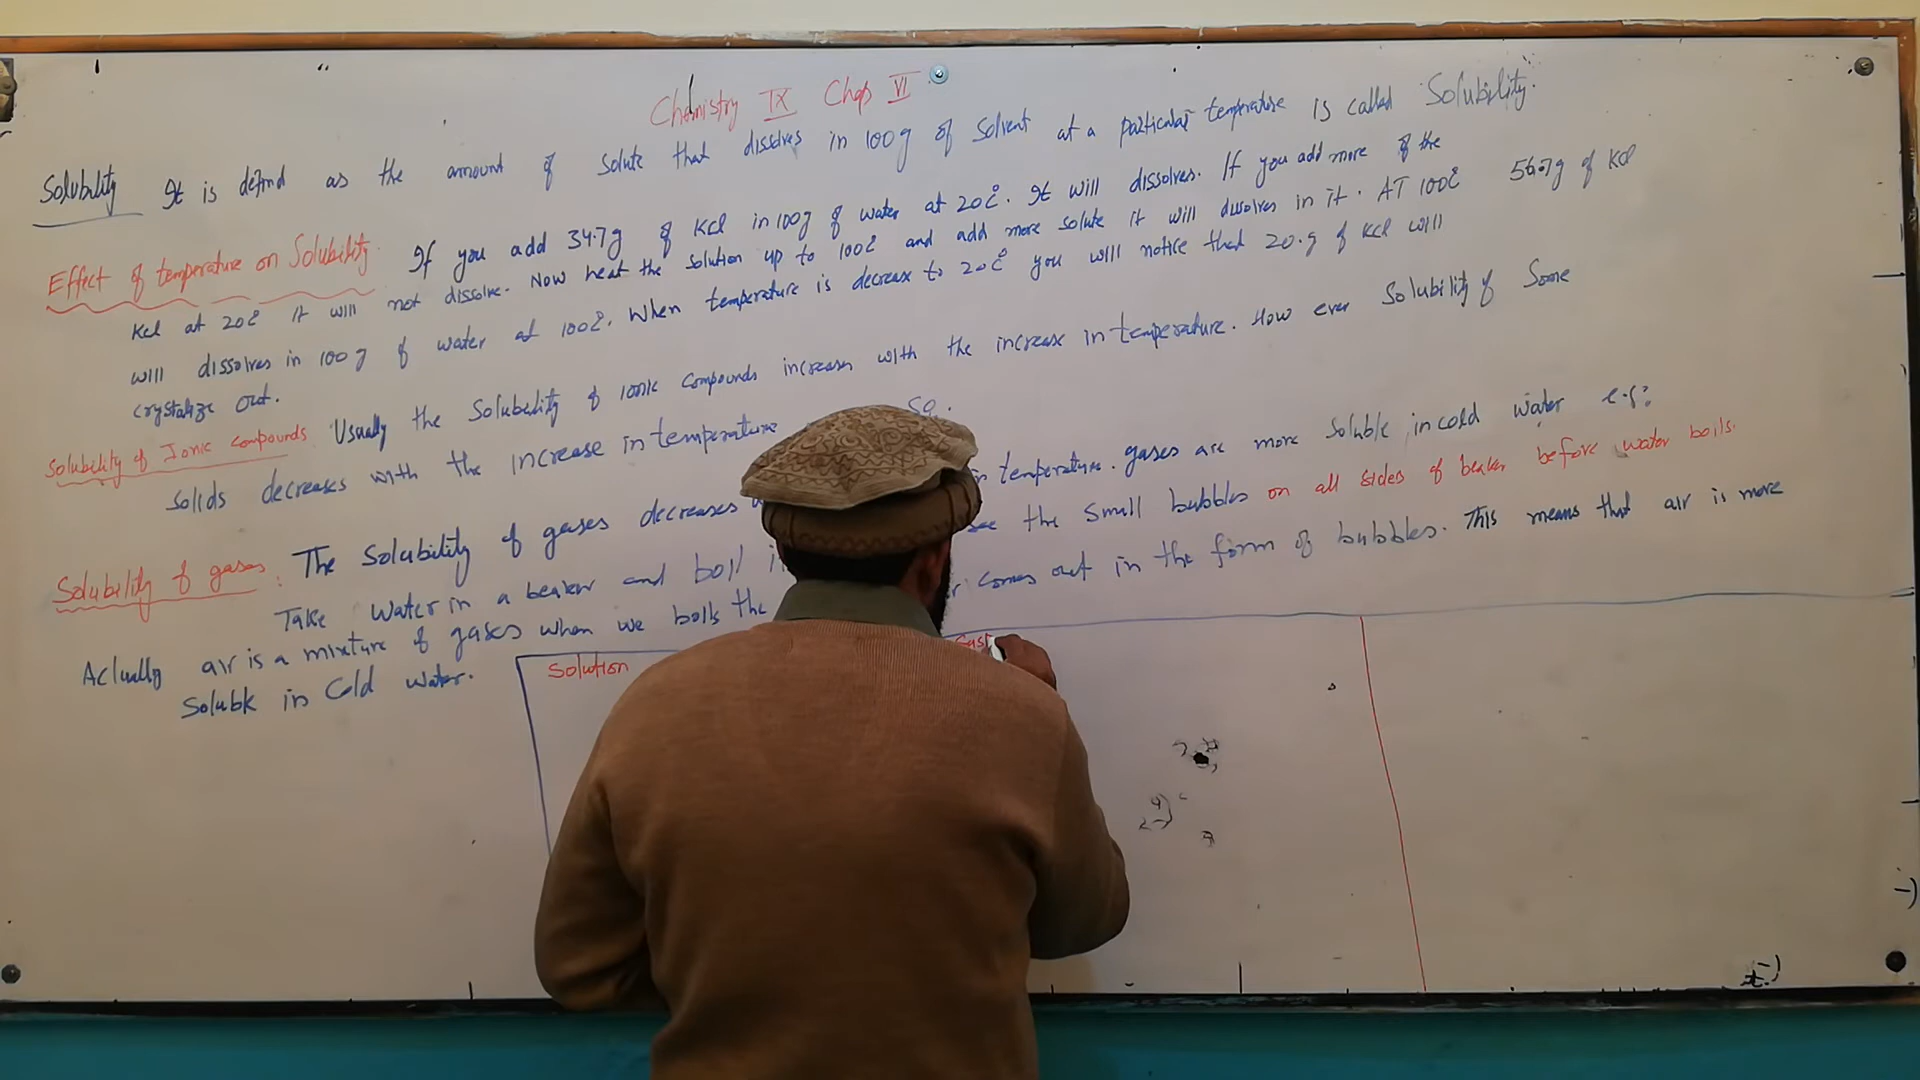 Chemistry IX Chap VI
Solubility It is defind as the amount of solute that dissolves in 100g of solvent at a particular temperature is called Solubility.
Effect of temperature on Solubility. If you add 34.7g of KCl in 100g of water at 20C°. It will dissolves. If you add more of the
KCl at 20C it will not dissolve. Now heat the solution up to 100C and add more solute it will dissolves in it. AT 100C 56.7g of KCl
will dissolves in 100g of water at 100C. When temperature is decrease to 20C° you will notice that 20.g of KCl will
crystalize out.
Solubility of Ionic compounds Usually the Solubility of Ionic compounds increases with the increase in temperature. How ever Solubility of Some
Solids decreases with the increase in temperature
Solubility of gases: The Solubility of gases decreases in temperature. gases are more Soluble in cold water e.g:
Take water in a beaker and boil see the small bubbles on all sides of beaker before water boils.
Actually air is a mixture of gases when we boils the comes out in the form of bubbles. This means that air is more
Soluble in Cold water.
Solution